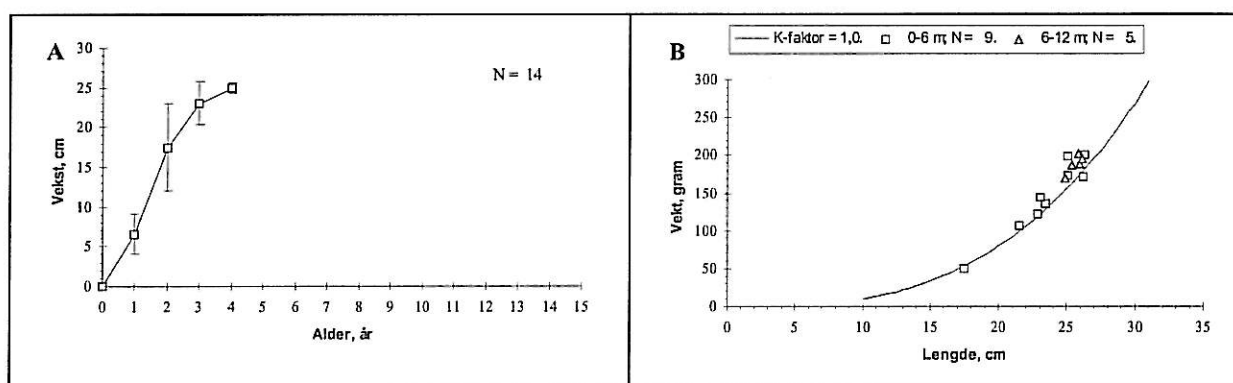 A
N = 14
Vekst, cm
30
25
20
15
10
5
0
0 1 2 3 4 5 6 7 8 9 10 11 12 13 14 15
Alder, år
B
K-faktor = 1,0. 0-6 m; N = 9. 6-12 m; N = 5.
Vekt, gram
300
250
200
150
100
50
0
0 5 10 15 20 25 30 35
Lengde, cm